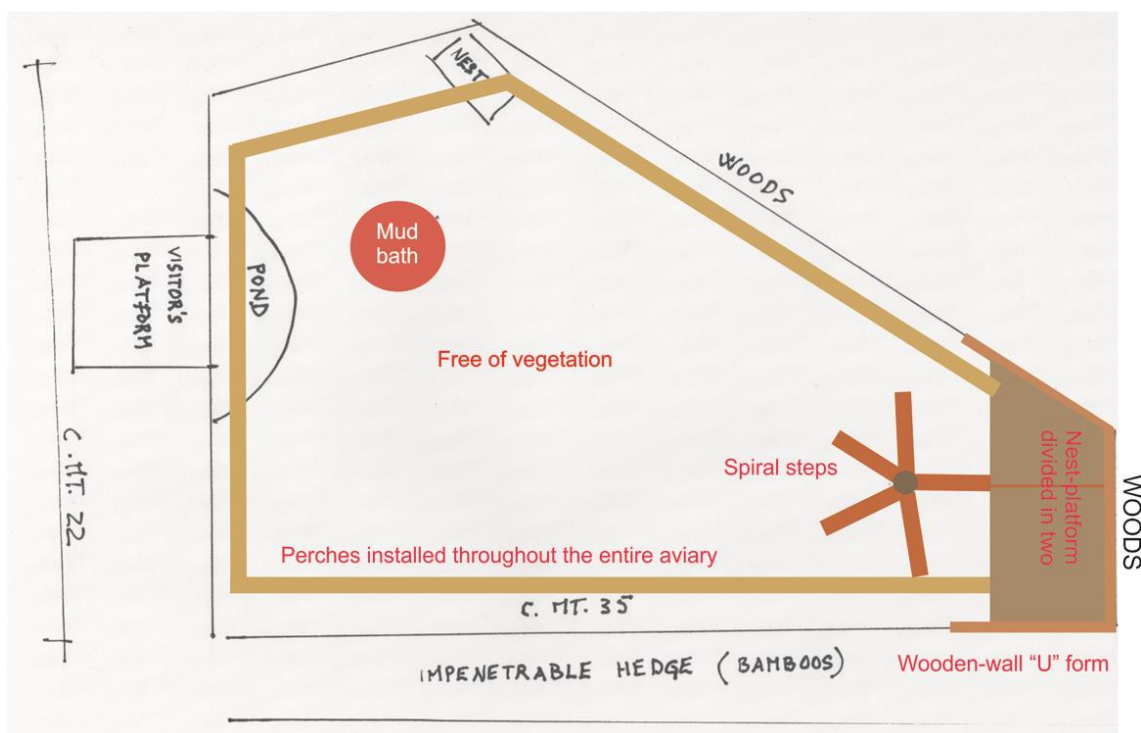 NEST
WOODS
Mud
bath
VISITOR'S
PLATFORM
POND
Free of vegetation
C. MT. 22
Spiral steps
Nest-platform
divided in two
WOODS
Perches installed throughout the entire aviary
C. MT. 35
IMPENETRABLE HEDGE (BAMBOOS)
Wooden-wall "U" form